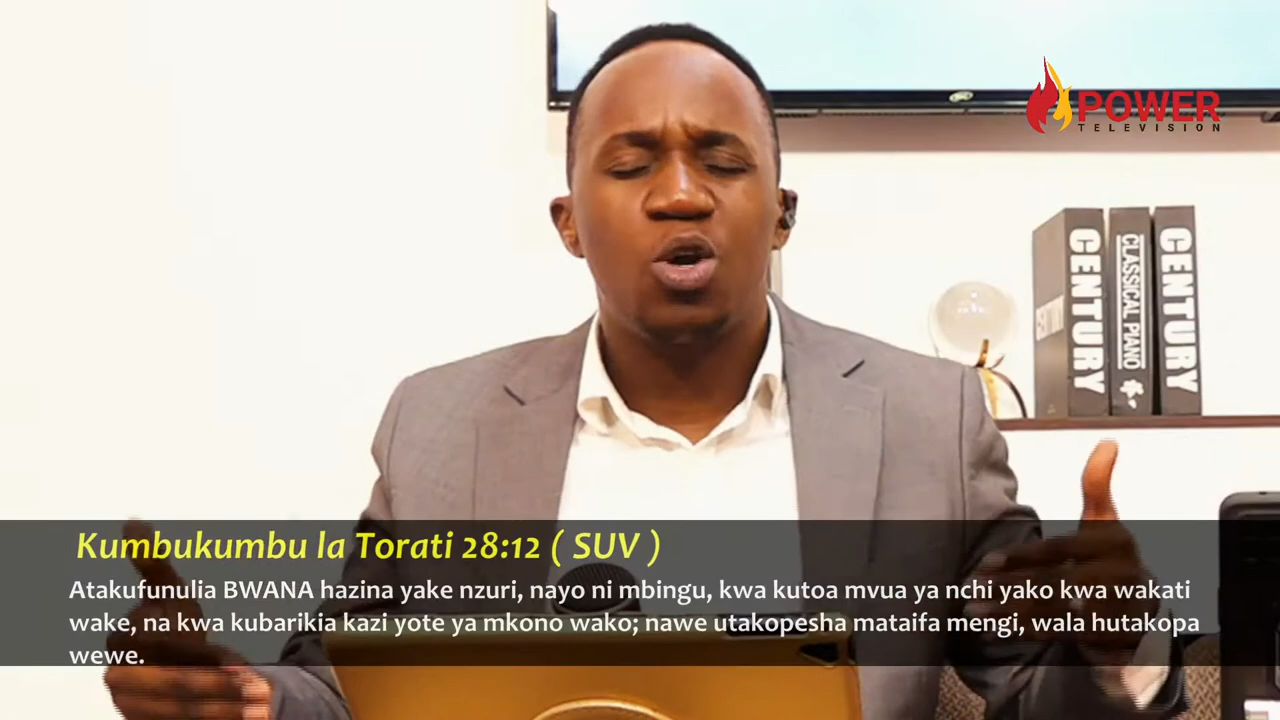 POWER
TELEVISION
CENTURY
CENTURY
CLASSICAL PIANO
CENTURY
Kumbukumbu la Torati 28:12 ( SUV )
Atakufunulia BWANA hazina yake nzuri, nayo ni mbingu, kwa kutoa mvua ya nchi yako kwa wakati
wake, na kwa kubarikia kazi yote ya mkono wako; nawe utakopesha mataifa mengi, wala hutakopa
wewe.